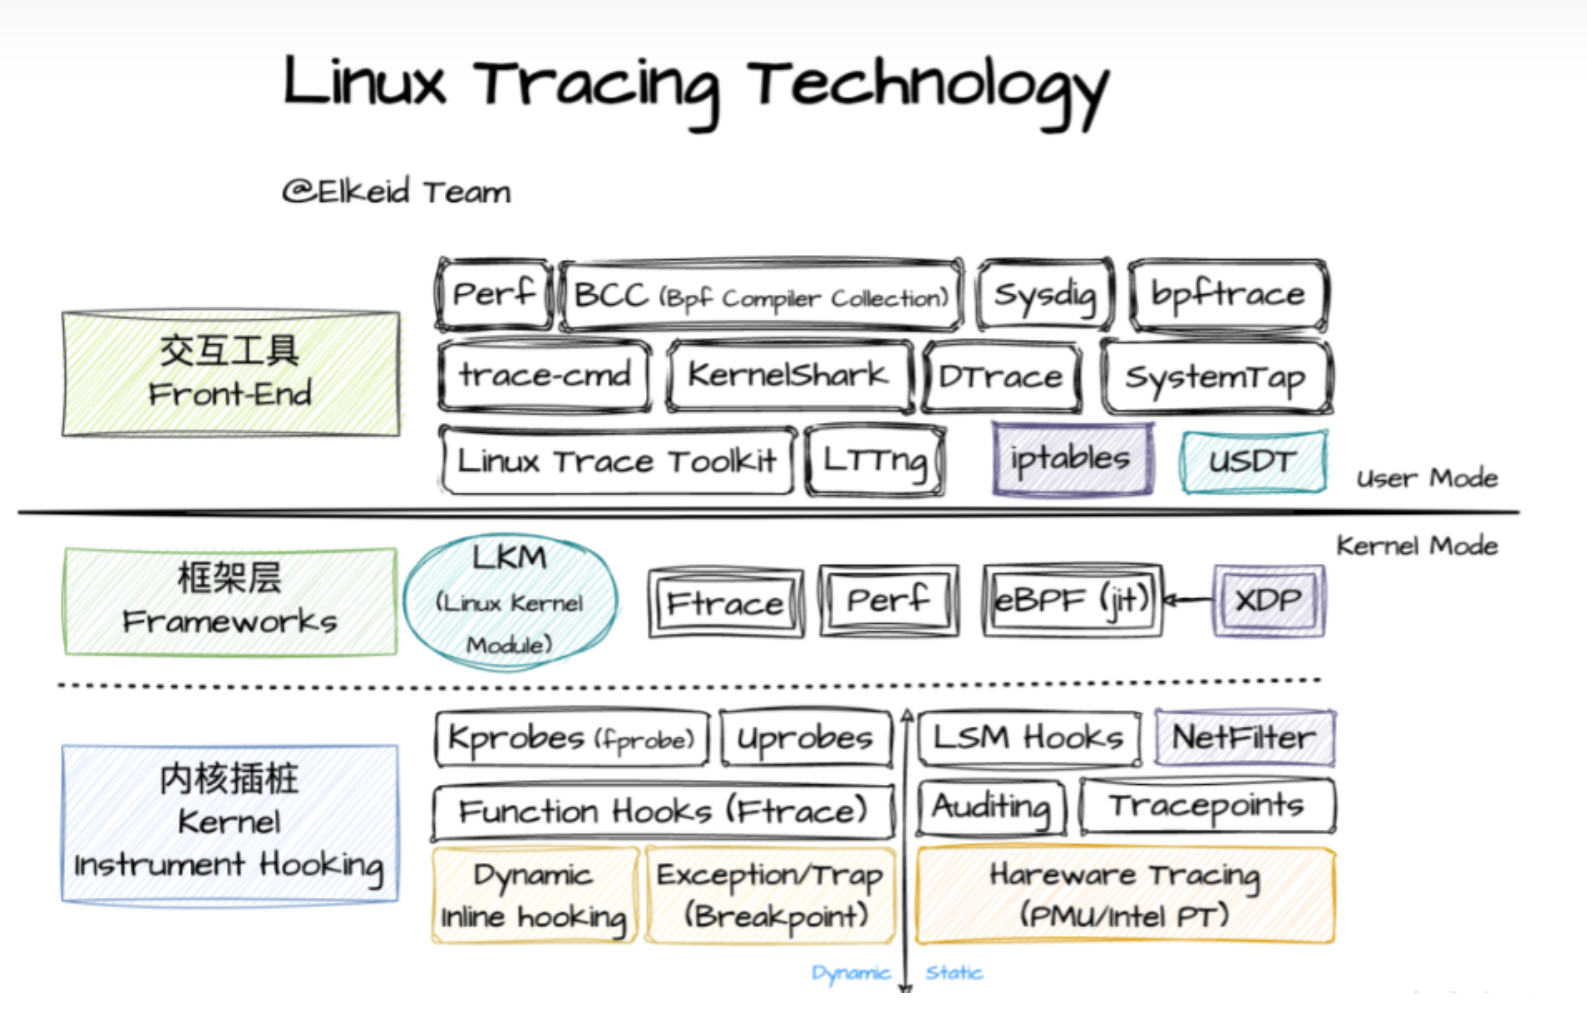 Linux Tracing Technology
@Elkeid Team
交互工具
Front-End
Perf
BCC (Bpf Compiler Collection)
Sysdig
bpftrace
trace-cmd
KernelShark
DTrace
SystemTap
Linux Trace Toolkit
LTTng
iptables
USDT
User Mode
Kernel Mode
框架层
Frameworks
LKM
(Linux Kernel
Module)
Ftrace
Perf
eBPF (jit)
XDP
内核插桩
Kernel
Instrument Hooking
Kprobes (fprobe)
Uprobes
LSM Hooks
NetFilter
Function Hooks (Ftrace)
Auditing
Tracepoints
Dynamic
Inline hooking
Exception/Trap
(Breakpoint)
Hareware Tracing
(PMU/Intel PT)
Dynamic
Static